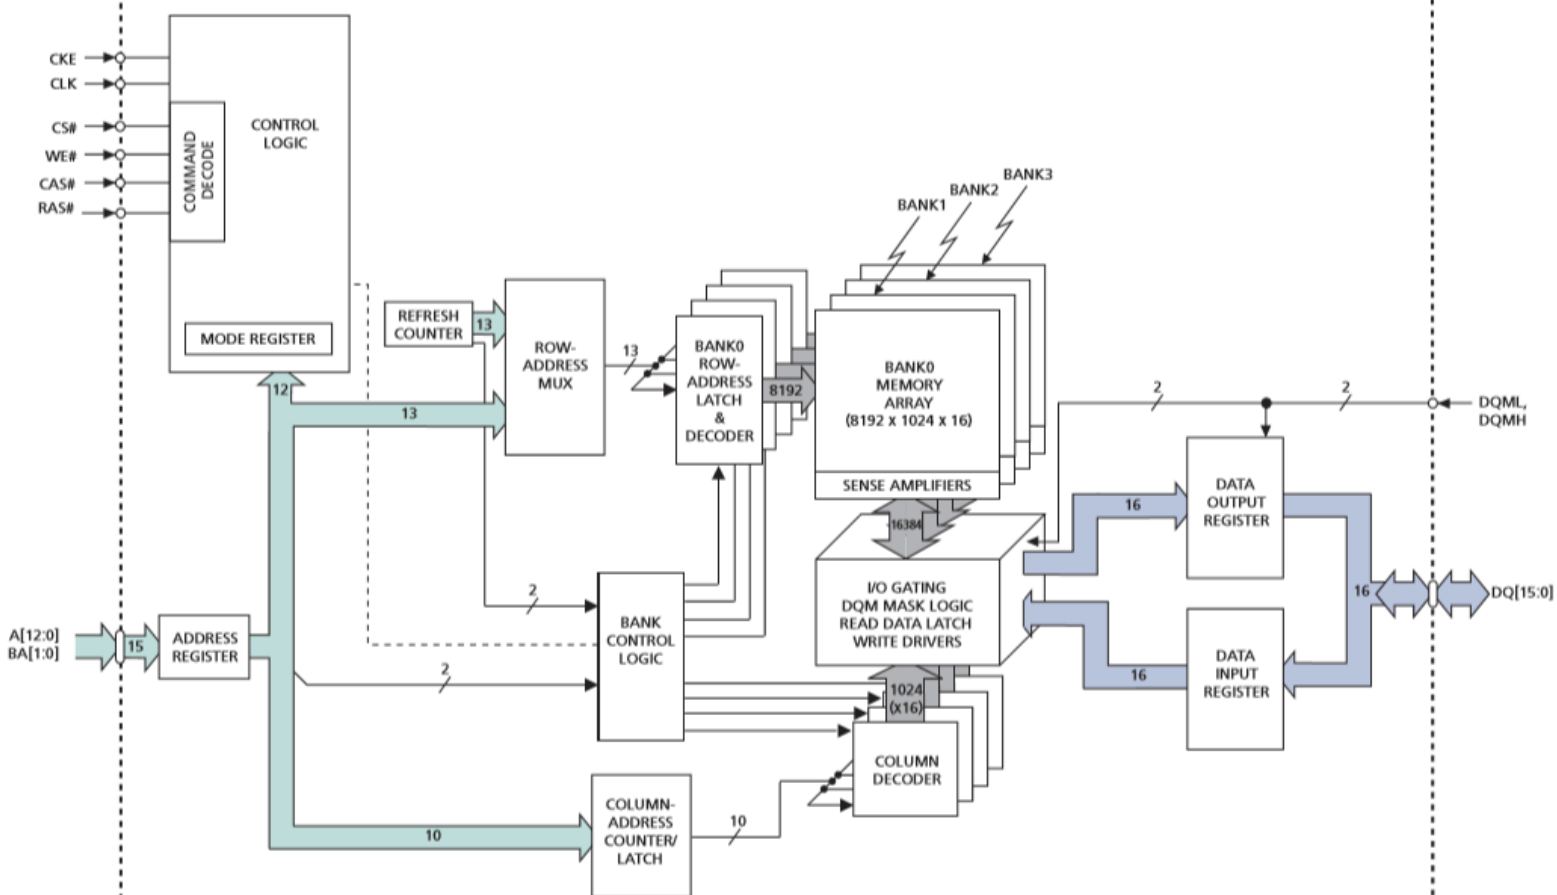 CKE
CLK
CS#
WE#
CAS#
RAS#
COMMAND
DECODE
CONTROL
LOGIC
MODE REGISTER
12
REFRESH
COUNTER
13
13
ROW-
ADDRESS
MUX
13
BANK0
ROW-
ADDRESS
LATCH
&
DECODER
8192
BANK1
BANK2
BANK3
BANK0
MEMORY
ARRAY
(8192 x 1024 x 16)
SENSE AMPLIFIERS
16384
I/O GATING
DQM MASK LOGIC
READ DATA LATCH
WRITE DRIVERS
2
2
DQML,
DQMH
16
DATA
OUTPUT
REGISTER
16
DQ[15:0]
16
DATA
INPUT
REGISTER
A[12:0]
BA[1:0]
15
ADDRESS
REGISTER
2
2
BANK
CONTROL
LOGIC
1024
(x16)
COLUMN
DECODER
10
COLUMN-
ADDRESS
COUNTER/
LATCH
10